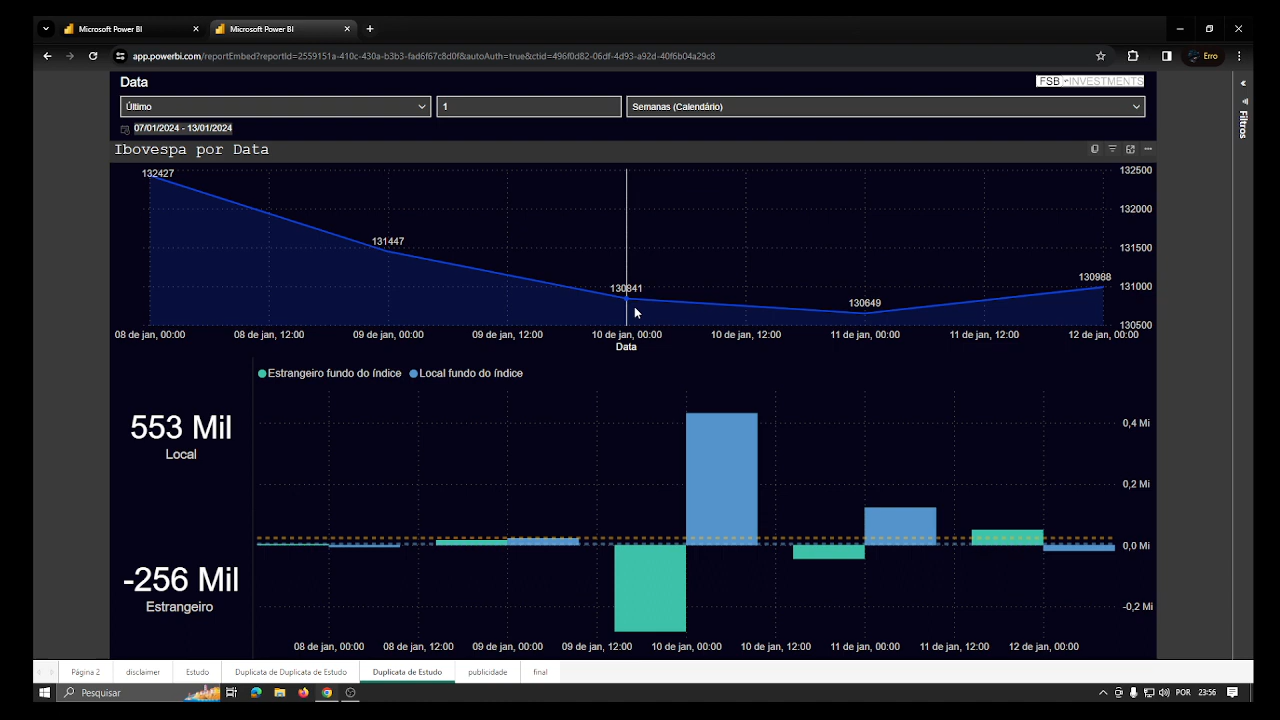 Microsoft Power BI
Microsoft Power BI
app.powerbi.com/reportEmbed?reportId=2559151a-410c-430a-b3b3-fad6f67c8d0f&autoAuth=true&ctid=496f0d82-06df-4d93-a92d-40f6b04a29c8
Erro
Data
FSB INVESTMENTS
Último
1
Semanas (Calendário)
07/01/2024 - 13/01/2024
Filtros
Ibovespa por Data
132427
131447
130841
130649
130988
132500
132000
131500
131000
130500
08 de jan, 00:00
08 de jan, 12:00
09 de jan, 00:00
09 de jan, 12:00
10 de jan, 00:00
10 de jan, 12:00
11 de jan, 00:00
11 de jan, 12:00
12 de jan, 00:00
Data
Estrangeiro fundo do índice
Local fundo do índice
553 Mil
Local
-256 Mil
Estrangeiro
0,4 Mi
0,2 Mi
0,0 Mi
-0,2 Mi
08 de jan, 00:00
08 de jan, 12:00
09 de jan, 00:00
09 de jan, 12:00
10 de jan, 00:00
10 de jan, 12:00
11 de jan, 00:00
11 de jan, 12:00
12 de jan, 00:00
Página 2
disclaimer
Estudo
Duplicata de Duplicata de Estudo
Duplicata de Estudo
publicidade
final
Pesquisar
POR
23:56